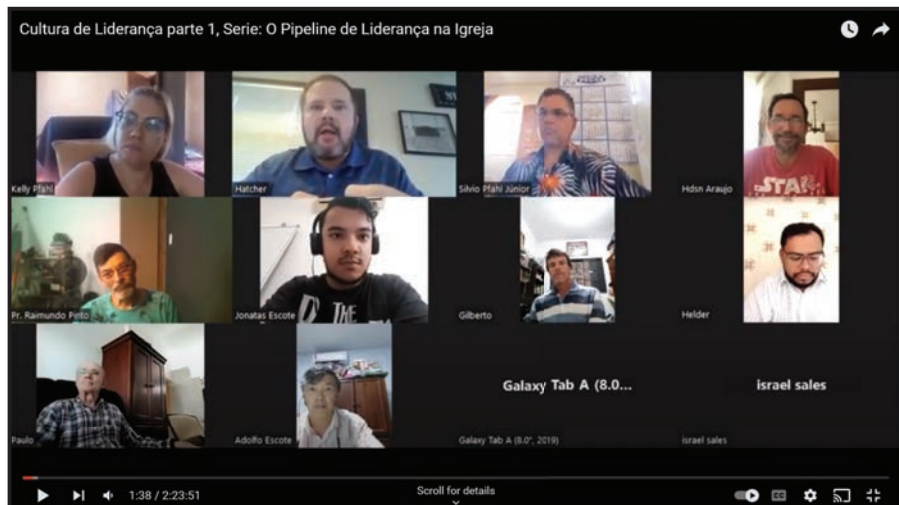 Cultura de Liderança parte 1, Serie: O Pipeline de Liderança na Igreja
Kelly Pfahl
Hatcher
Silvio Pfahl Júnior
Hdsn Araujo
STAR
Pr. Raimundo Pinto
Jonatas Escote
THE
Gilberto
Helder
Galaxy Tab A (8.0...
israel sales
Paulo
Adolfo Escote
Galaxy Tab A (8.0", 2019)
israel sales
1:38 / 2:23:51
Scroll for details
CC